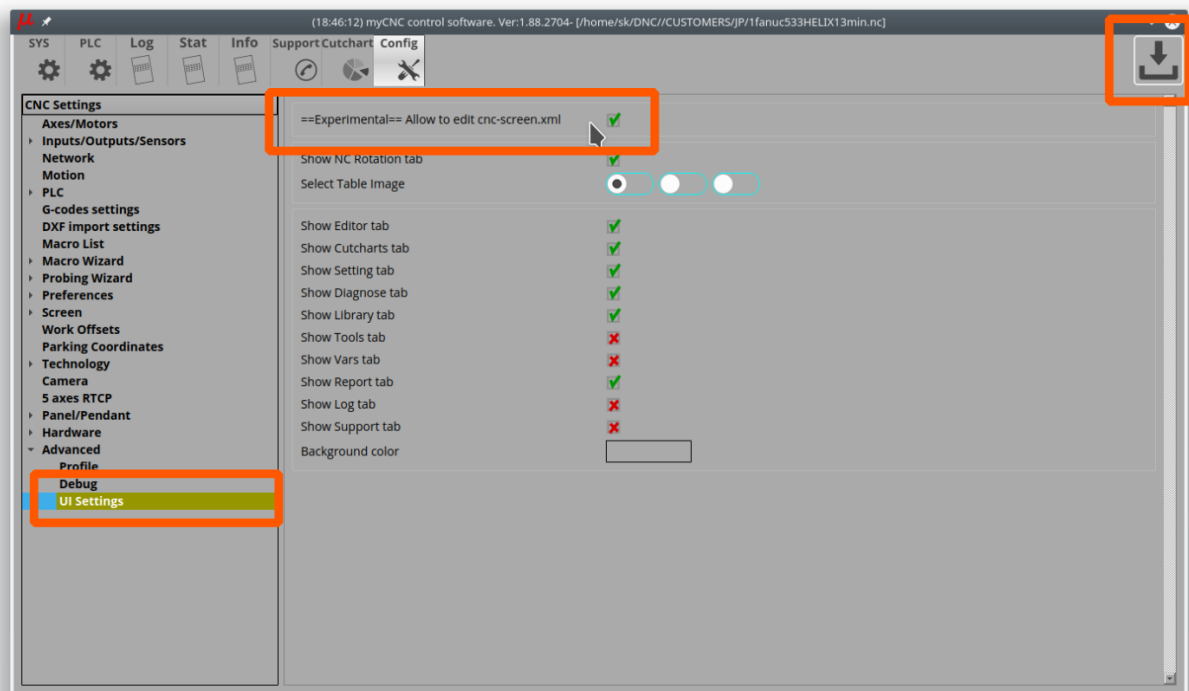 (18:46:12) myCNC control software. Ver:1.88.2704- [/home/sk/DNC//CUSTOMERS/JP/1fanuc533HELIX13min.nc]
SYS PLC Log Stat Info Support Cutchart Config
CNC Settings
Axes/Motors
Inputs/Outputs/Sensors
Network
Motion
PLC
G-codes settings
DXF import settings
Macro List
Macro Wizard
Probing Wizard
Preferences
Screen
Work Offsets
Parking Coordinates
Technology
Camera
5 axes RTCP
Panel/Pendant
Hardware
Advanced
Profile
Debug
UI Settings
==Experimental== Allow to edit cnc-screen.xml
Show NC Rotation tab
Select Table Image
Show Editor tab
Show Cutcharts tab
Show Setting tab
Show Diagnose tab
Show Library tab
Show Tools tab
Show Vars tab
Show Report tab
Show Log tab
Show Support tab
Background color